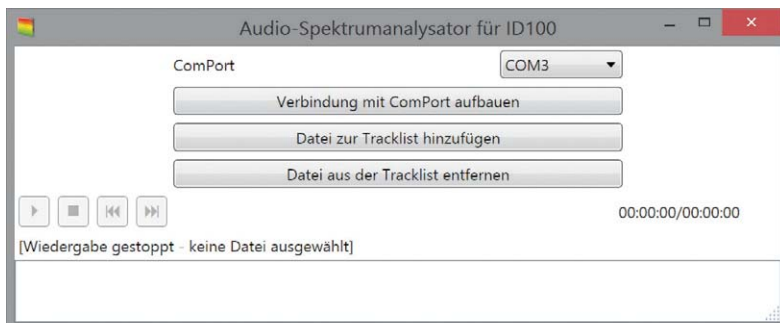 Audio-Spektrumanalysator für ID100
ComPort COM3
Verbindung mit ComPort aufbauen
Datei zur Tracklist hinzufügen
Datei aus der Tracklist entfernen
00:00:00/00:00:00
[Wiedergabe gestoppt - keine Datei ausgewählt]